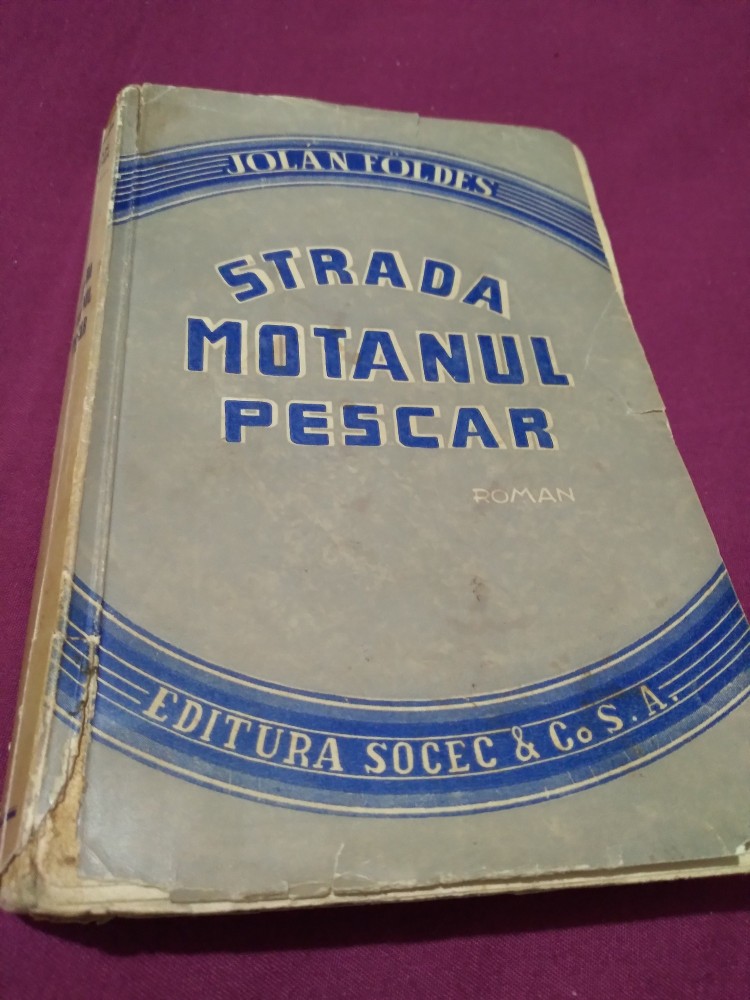 JOLÁN FÖLDES
STRADA
MOTANUL
PESCAR
ROMAN
EDITURA SOCEC & Co S. A.